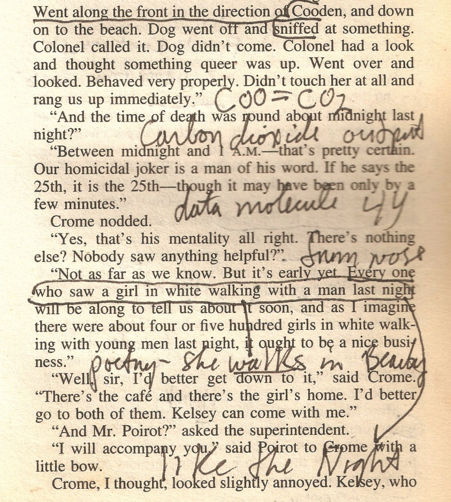 Went along the front in the direction of Cooden, and down
on to the beach. Dog went off and sniffed at something.
Colonel called it. Dog didn't come. Colonel had a look
and thought something queer was up. Went over and
looked. Behaved very properly. Didn't touch her at all and
rang us up immediately."
COO = CO2
"And the time of death was round about midnight last
night?"
Carbon dioxide output
"Between midnight and 1 A.M.—that's pretty certain.
Our homicidal joker is a man of his word. If he says the
25th, it is the 25th—though it may have been only by a
few minutes."
data molecule 44
Crome nodded.
"Yes, that's his mentality all right. There's nothing
else? Nobody saw anything helpful?"
from nose
"Not as far as we know. But it's early yet. Every one
who saw a girl in white walking with a man last night
will be along to tell us about it soon, and as I imagine
there were about four or five hundred girls in white walk-
ing with young men last night, it ought to be a nice busi-
ness."
poetry - She walks in Beauty
"Well, sir, I'd better get down to it," said Crome.
"There's the café and there's the girl's home. I'd better
go to both of them. Kelsey can come with me."
"And Mr. Poirot?" asked the superintendent.
"I will accompany you," said Poirot to Crome with a
little bow.
like the Night
Crome, I thought, looked slightly annoyed. Kelsey, who